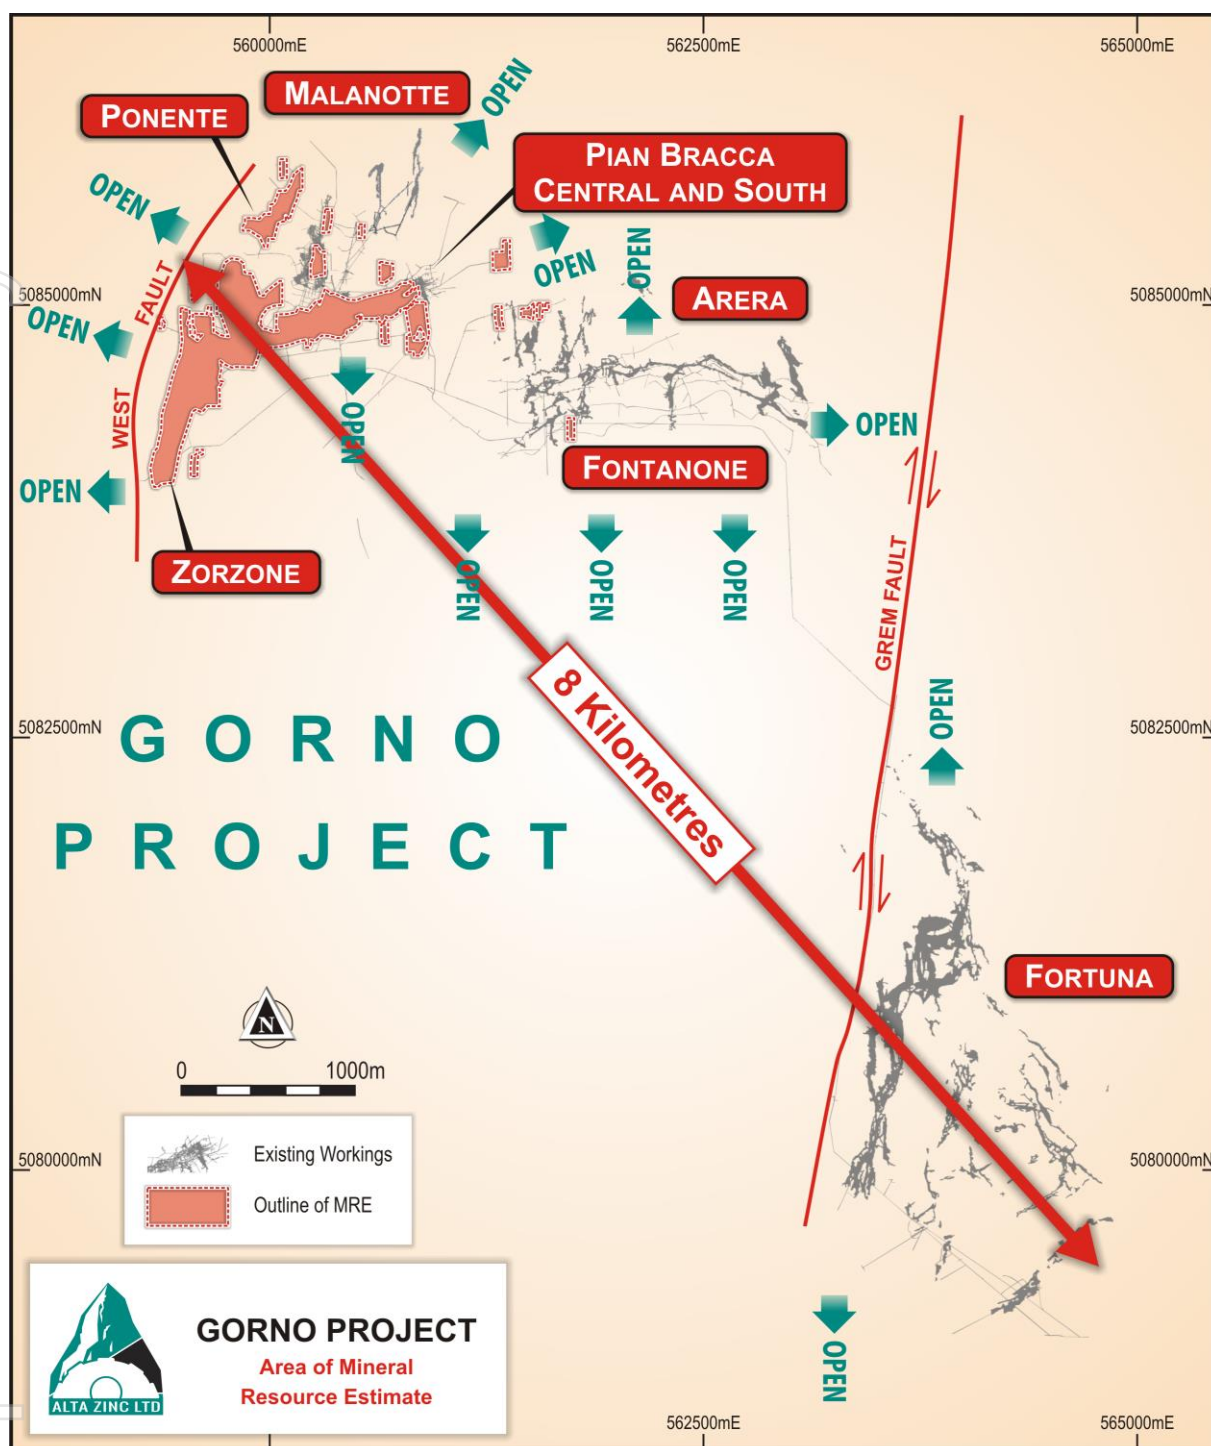 560000mE
562500mE
565000mE
MALANOTTE
OPEN
PONENTE
PIAN BRACCA
CENTRAL AND SOUTH
OPEN
OPEN
OPEN
5085000mN
5085000mN
ARERA
FAULT
OPEN
WEST
OPEN
OPEN
FONTANONE
OPEN
ZORZONE
OPEN
OPEN
OPEN
GREM FAULT
8 Kilometres
OPEN
5082500mN
5082500mN
GORNO
PROJECT
FORTUNA
N
0 1000m
Existing Workings
Outline of MRE
5080000mN
5080000mN
GORNO PROJECT
Area of Mineral
Resource Estimate
ALTA ZINC LTD
OPEN
562500mE
565000mE